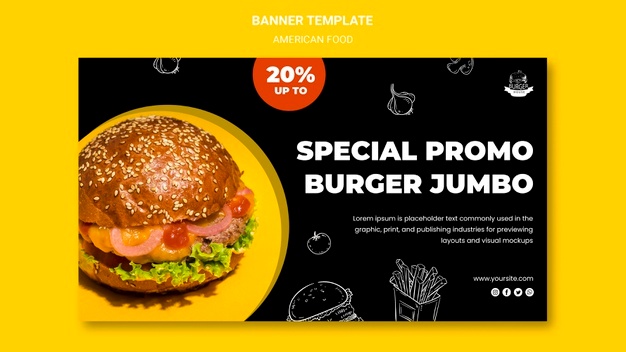 BANNER TEMPLATE
AMERICAN FOOD
20%
UP TO
BURGER
SPECIAL PROMO
BURGER JUMBO
Lorem ipsum is placeholder text commonly used in the
graphic, print, and publishing industries for previewing
layouts and visual mockups
www.yoursite.com